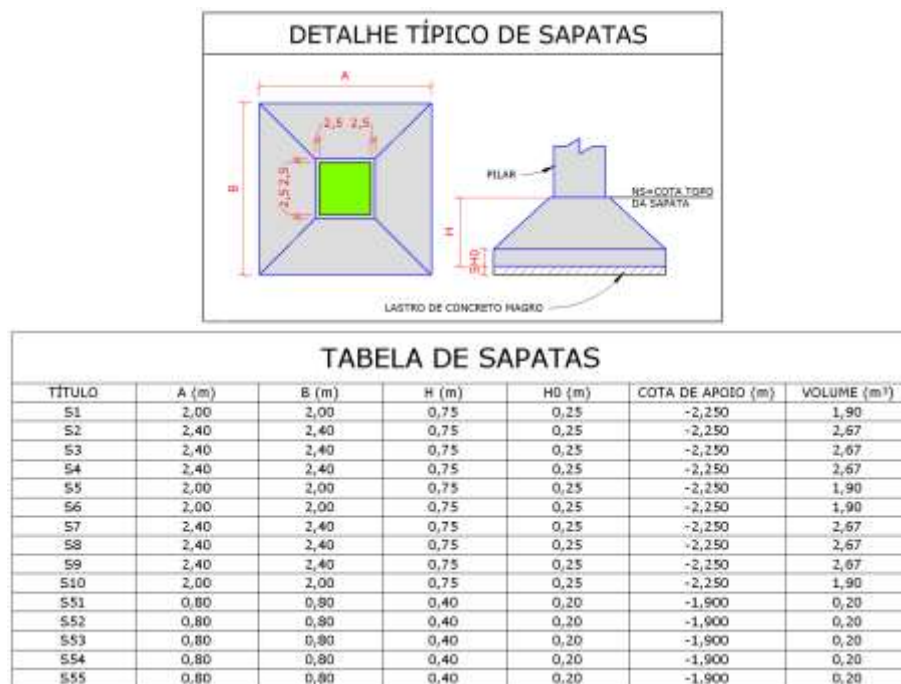 DETALHE TÍPICO DE SAPATAS
A
2,5 2,5
B
2,5 2,5
PILAR
NS=COTA TOPO
DA SAPATA
H
H0
5
LASTRO DE CONCRETO MAGRO
TABELA DE SAPATAS
TÍTULO A (m) B (m) H (m) H0 (m) COTA DE APOIO (m) VOLUME (m³)
S1 2,00 2,00 0,75 0,25 -2,250 1,90
S2 2,40 2,40 0,75 0,25 -2,250 2,67
S3 2,40 2,40 0,75 0,25 -2,250 2,67
S4 2,40 2,40 0,75 0,25 -2,250 2,67
S5 2,00 2,00 0,75 0,25 -2,250 1,90
S6 2,00 2,00 0,75 0,25 -2,250 1,90
S7 2,40 2,40 0,75 0,25 -2,250 2,67
S8 2,40 2,40 0,75 0,25 -2,250 2,67
S9 2,40 2,40 0,75 0,25 -2,250 2,67
S10 2,00 2,00 0,75 0,25 -2,250 1,90
S51 0,80 0,80 0,40 0,20 -1,900 0,20
S52 0,80 0,80 0,40 0,20 -1,900 0,20
S53 0,80 0,80 0,40 0,20 -1,900 0,20
S54 0,80 0,80 0,40 0,20 -1,900 0,20
S55 0,80 0,80 0,40 0,20 -1,900 0,20